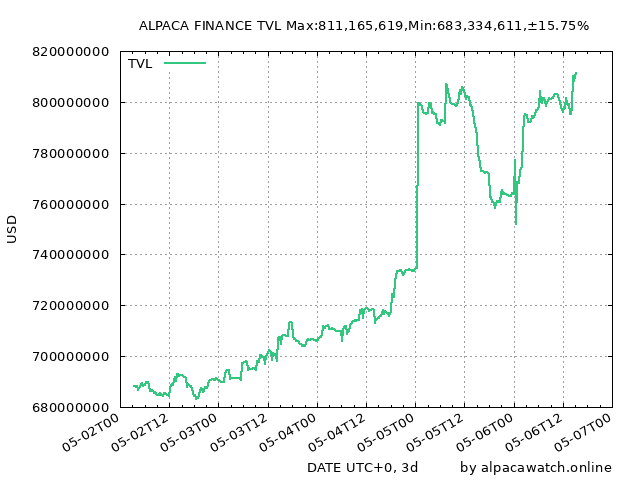 ALPACA FINANCE TVL Max:811,165,619,Min:683,334,611,±15.75%
820000000
TVL
800000000
780000000
760000000
USD
740000000
720000000
700000000
680000000
05-02T00
05-02T12
05-03T00
05-03T12
05-04T00
05-04T12
05-05T00
05-05T12
05-06T00
05-06T12
05-07T00
DATE UTC+0, 3d
by alpacawatch.online